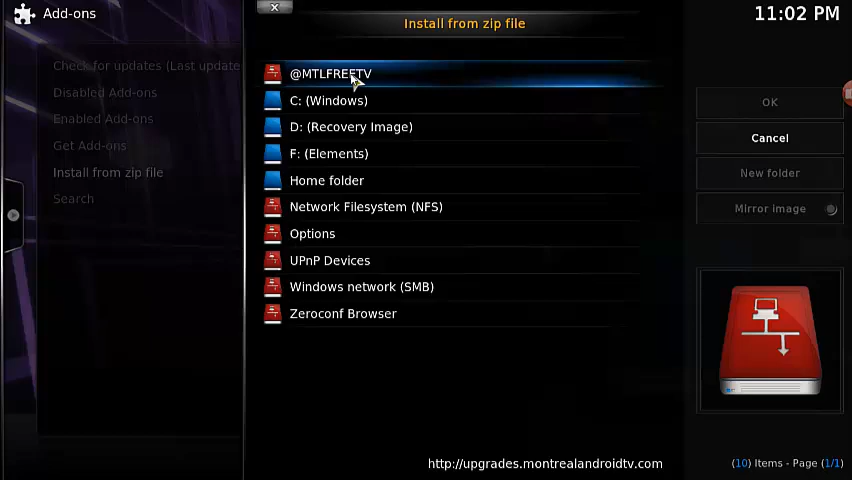 Add-ons
Install from zip file
11:02 PM
Check for updates (Last update
Disabled Add-ons
Enabled Add-ons
Get Add-ons
Install from zip file
Search
@MTLFREETV
C: (Windows)
D: (Recovery Image)
F: (Elements)
Home folder
Network Filesystem (NFS)
Options
UPnP Devices
Windows network (SMB)
Zeroconf Browser
OK
Cancel
New folder
Mirror image
http://upgrades.montrealandroidtv.com
(10) Items - Page (1/1)